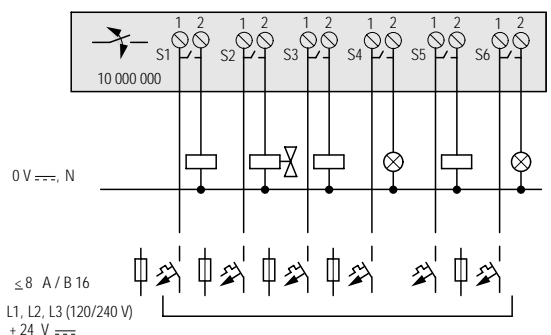 1 2 1 2 1 2 1 2 1 2 1 2
S1 S2 S3 S4 S5 S6
10 000 000
0 V ⎓, N
≤ 8 A / B 16
L1, L2, L3 (120/240 V)
+ 24 V ⎓